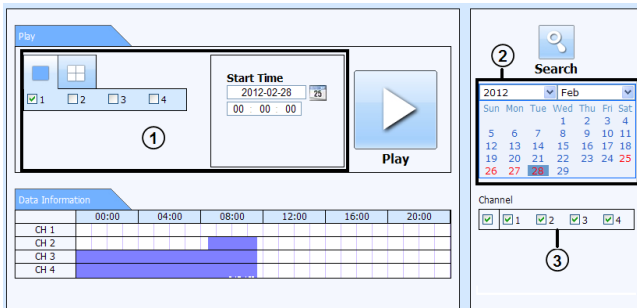 Play
1 2 3 4
Start Time
2012-02-28 25
00 : 00 : 00
Play
①
Data Information
00:00 04:00 08:00 12:00 16:00 20:00
CH 1
CH 2
CH 3
CH 4
②
Search
2012 Feb
Sun Mon Tue Wed Thu Fri Sat
1 2 3 4
5 6 7 8 9 10 11
12 13 14 15 16 17 18
19 20 21 22 23 24 25
26 27 28 29
Channel
1 2 3 4
③